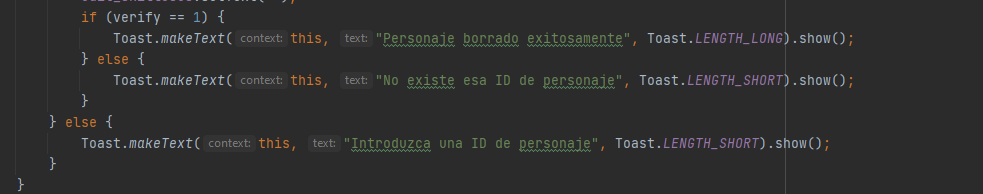 if (verify == 1) {
Toast.makeText( context: this, text: "Personaje borrado exitosamente", Toast.LENGTH_LONG).show();
} else {
Toast.makeText( context: this, text: "No existe esa ID de personaje", Toast.LENGTH_SHORT).show();
}
} else {
Toast.makeText( context: this, text: "Introduzca una ID de personaje", Toast.LENGTH_SHORT).show();
}
}